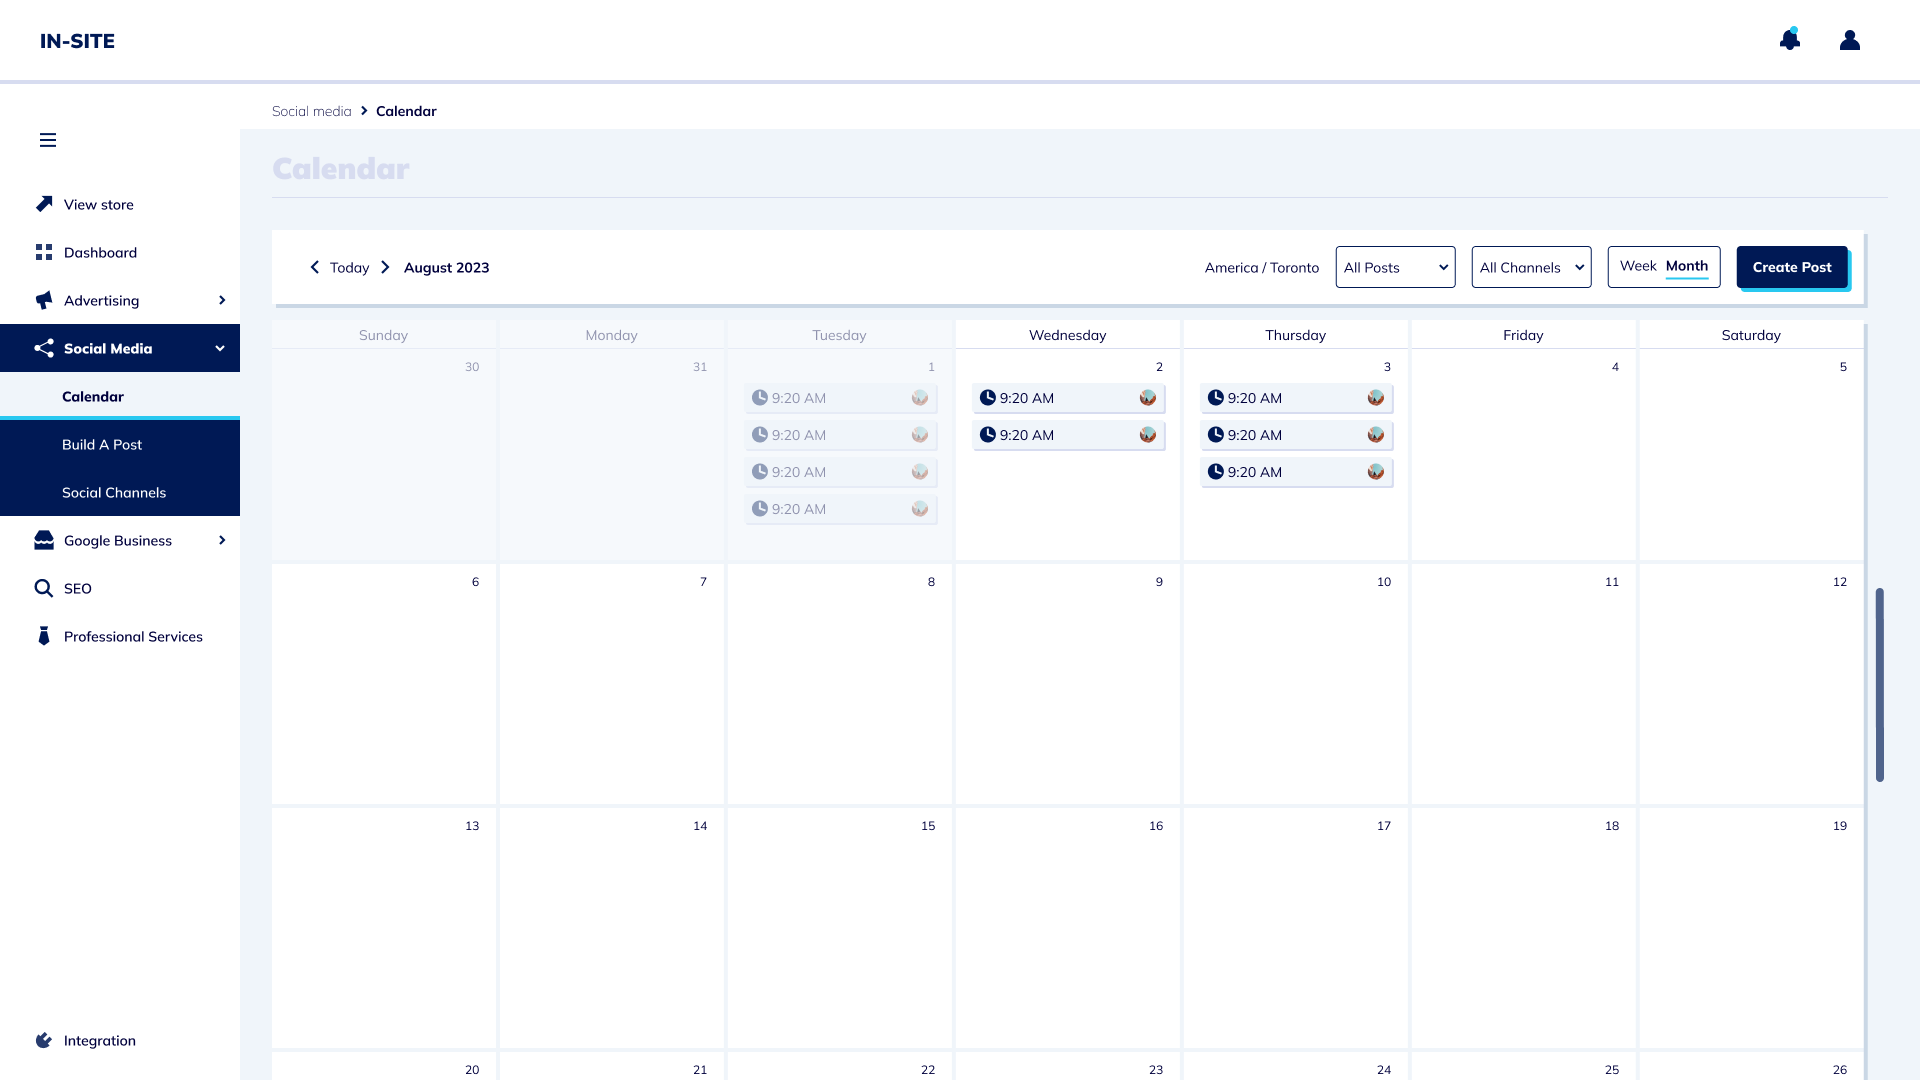 IN-SITE
Social media > Calendar
View store
Dashboard
Advertising
Social Media
Calendar
Build A Post
Social Channels
Google Business
SEO
Professional Services
Integration
Calendar
Today August 2023 America / Toronto All Posts All Channels Week Month Create Post
Sunday Monday Tuesday Wednesday Thursday Friday Saturday
30 31 1 2 3 4 5
9:20 AM 9:20 AM 9:20 AM
9:20 AM 9:20 AM 9:20 AM
9:20 AM 9:20 AM
9:20 AM
6 7 8 9 10 11 12
13 14 15 16 17 18 19
20 21 22 23 24 25 26